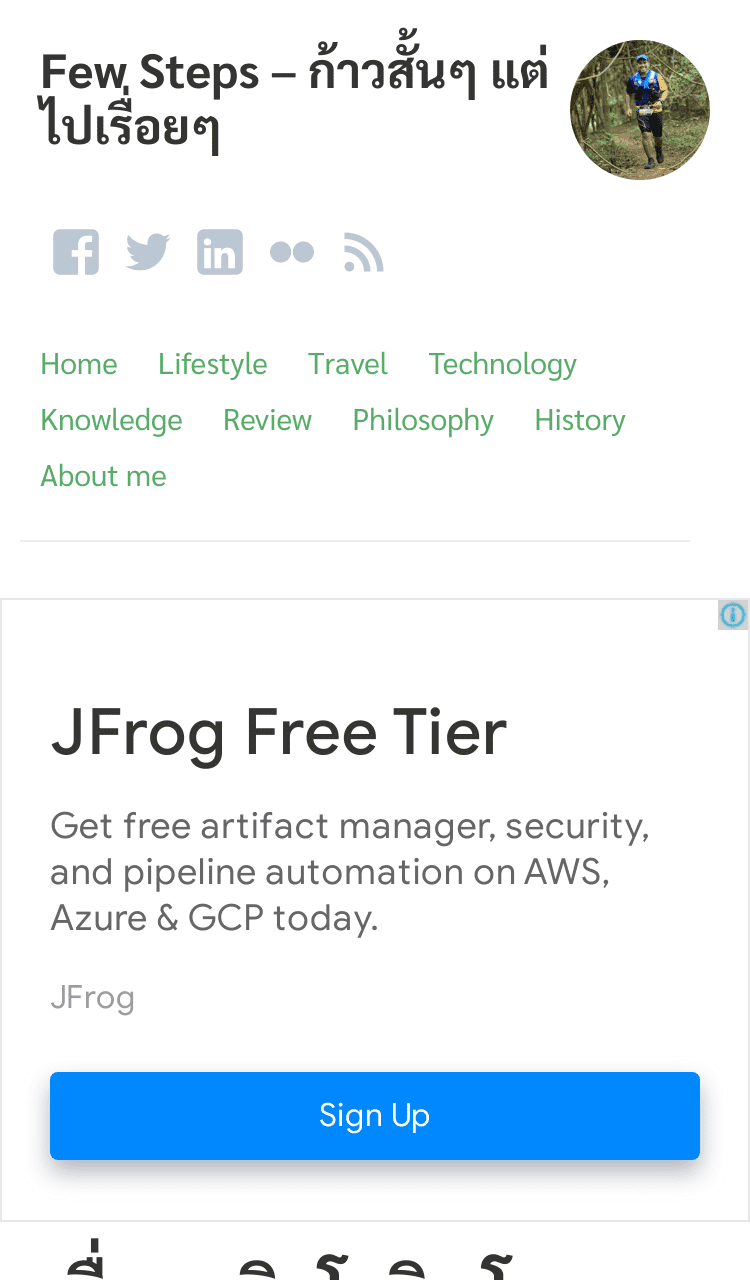 Few Steps – ก้าวสั้นๆ แต่
ไปเรื่อยๆ
Home Lifestyle Travel Technology
Knowledge Review Philosophy History
About me
JFrog Free Tier
Get free artifact manager, security,
and pipeline automation on AWS,
Azure & GCP today.
JFrog
Sign Up